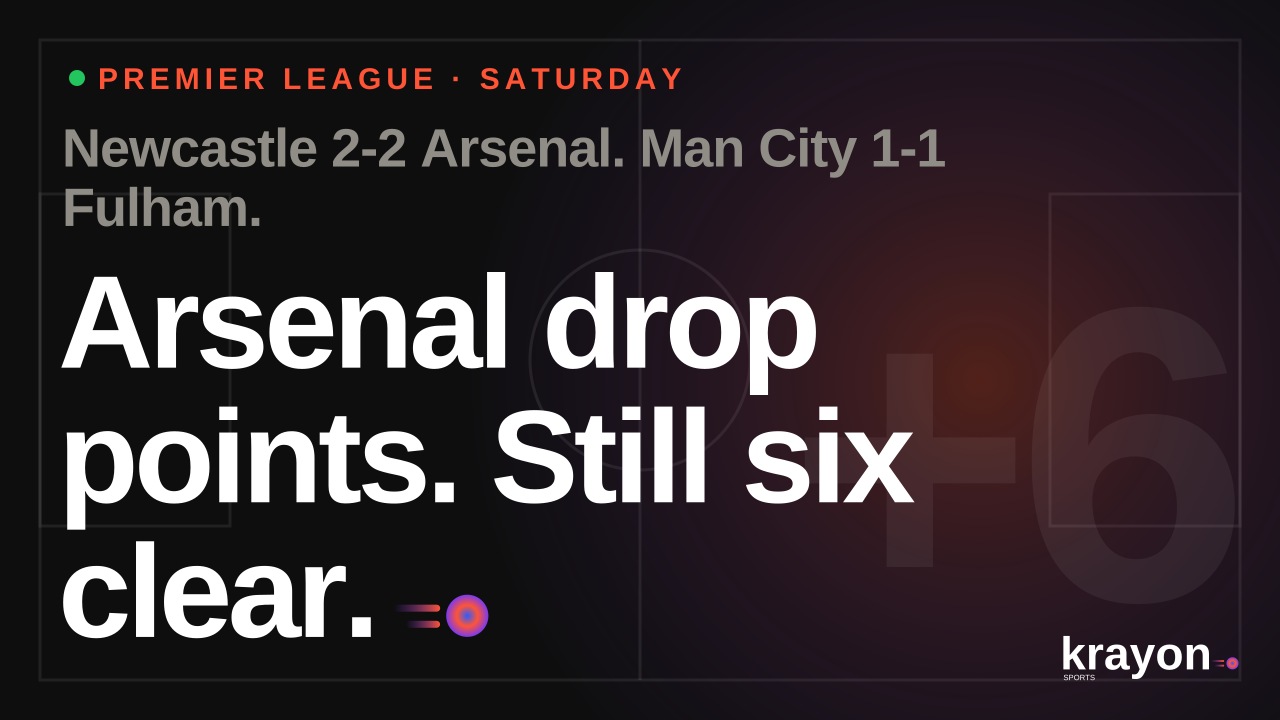 PREMIER LEAGUE · SATURDAY
Newcastle 2-2 Arsenal. Man City 1-1
Fulham.
Arsenal drop
points. Still six
clear.
+6
krayon
SPORTS